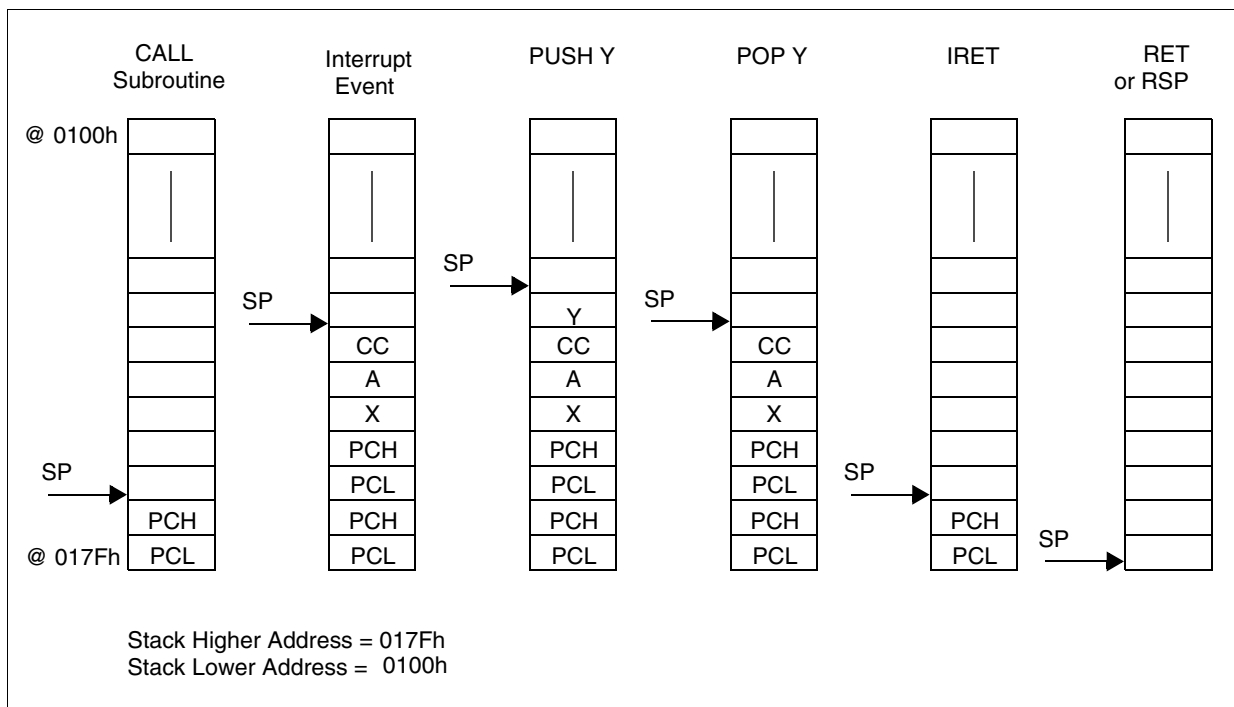 CALL
Subroutine
Interrupt
Event
PUSH Y
POP Y
IRET
RET
or RSP
@ 0100h
SP
SP
SP
Y
CC
CC
CC
A
A
A
X
X
X
PCH
PCH
PCH
SP
PCL
PCL
PCL
SP
PCH
PCH
PCH
PCH
PCH
@ 017Fh
PCL
PCL
PCL
PCL
PCL
SP
Stack Higher Address = 017Fh
Stack Lower Address = 0100h